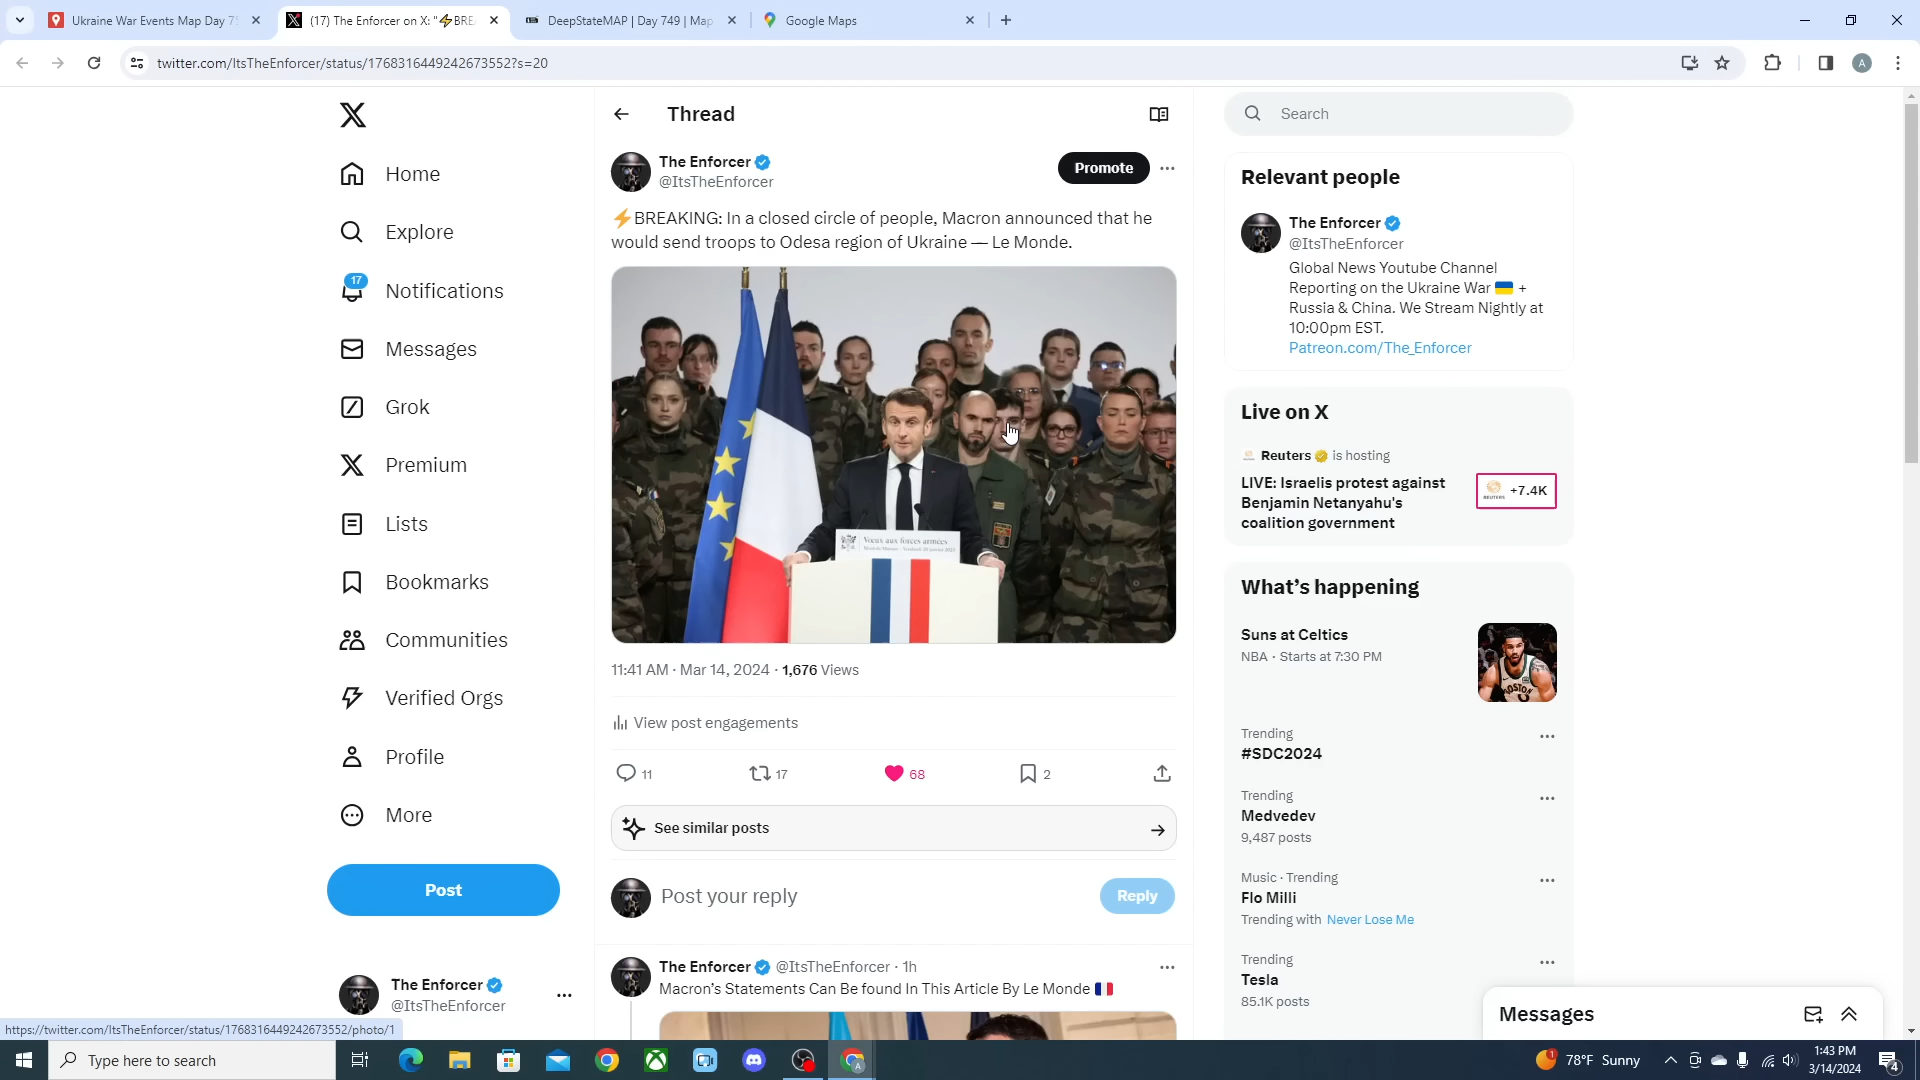 Ukraine War Events Map Day 7
(17) The Enforcer on X: "⚡BRE
DeepStateMAP | Day 749 | Map
Google Maps
twitter.com/ItsTheEnforcer/status/1768316449242673552?s=20
A
Home
Explore
17
Notifications
Messages
Grok
Premium
Lists
Bookmarks
Communities
Verified Orgs
Profile
More
Post
The Enforcer
@ItsTheEnforcer
https://twitter.com/ItsTheEnforcer/status/1768316449242673552/photo/1
Thread
The Enforcer
@ItsTheEnforcer
Promote
⚡BREAKING: In a closed circle of people, Macron announced that he
would send troops to Odesa region of Ukraine — Le Monde.
Vœux aux forces armées
11:41 AM · Mar 14, 2024 · 1,676 Views
View post engagements
11
17
68
2
See similar posts
Post your reply
Reply
The Enforcer @ItsTheEnforcer · 1h
Macron's Statements Can Be found In This Article By Le Monde 🇫🇷
Search
Relevant people
The Enforcer
@ItsTheEnforcer
Global News Youtube Channel
Reporting on the Ukraine War 🇺🇦 +
Russia & China. We Stream Nightly at
10:00pm EST.
Patreon.com/The_Enforcer
Live on X
Reuters is hosting
LIVE: Israelis protest against
Benjamin Netanyahu's
coalition government
REUTERS
+7.4K
What's happening
Suns at Celtics
NBA · Starts at 7:30 PM
BOSTON
Trending
#SDC2024
Trending
Medvedev
9,487 posts
Music · Trending
Flo Milli
Trending with Never Lose Me
Trending
Tesla
85.1K posts
Messages
Type here to search
A
1
78°F Sunny
1:43 PM
3/14/2024
4